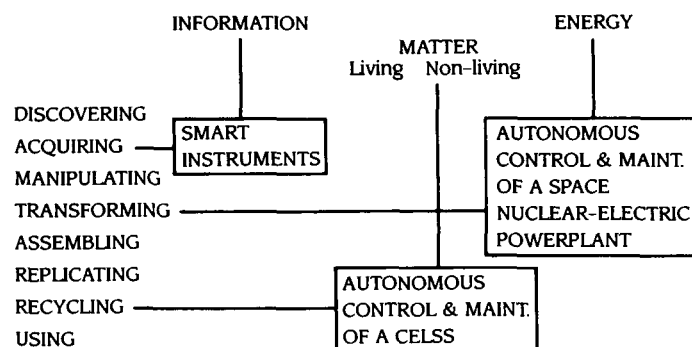 INFORMATION
ENERGY
MATTER
Living Non-living
DISCOVERING
ACQUIRING
MANIPULATING
TRANSFORMING
ASSEMBLING
REPLICATING
RECYCLING
USING
SMART
INSTRUMENTS
AUTONOMOUS
CONTROL & MAINT.
OF A SPACE
NUCLEAR-ELECTRIC
POWERPLANT
AUTONOMOUS
CONTROL & MAINT.
OF A CELSS